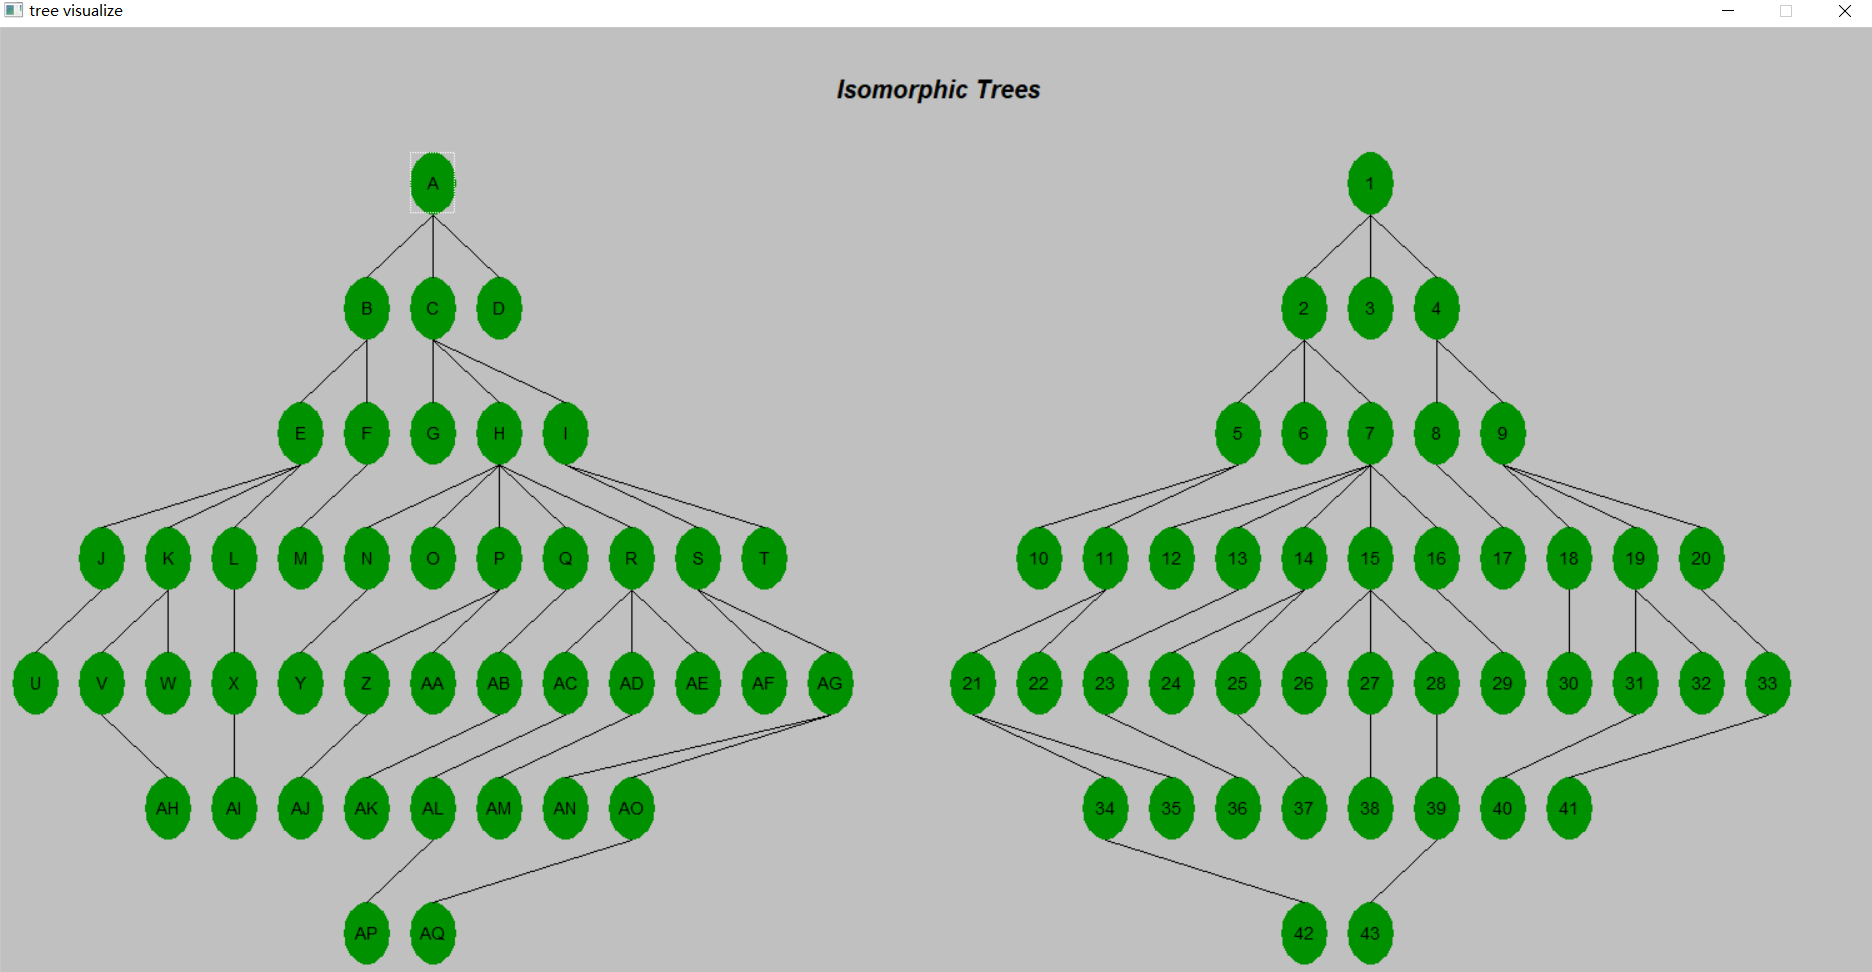 tree visualize
Isomorphic Trees
A 1
B C D 2 3 4
E F G H I 5 6 7 8 9
J K L M N O P Q R S T 10 11 12 13 14 15 16 17 18 19 20
U V W X Y Z AA AB AC AD AE AF AG 21 22 23 24 25 26 27 28 29 30 31 32 33
AH AI AJ AK AL AM AN AO 34 35 36 37 38 39 40 41
AP AQ 42 43